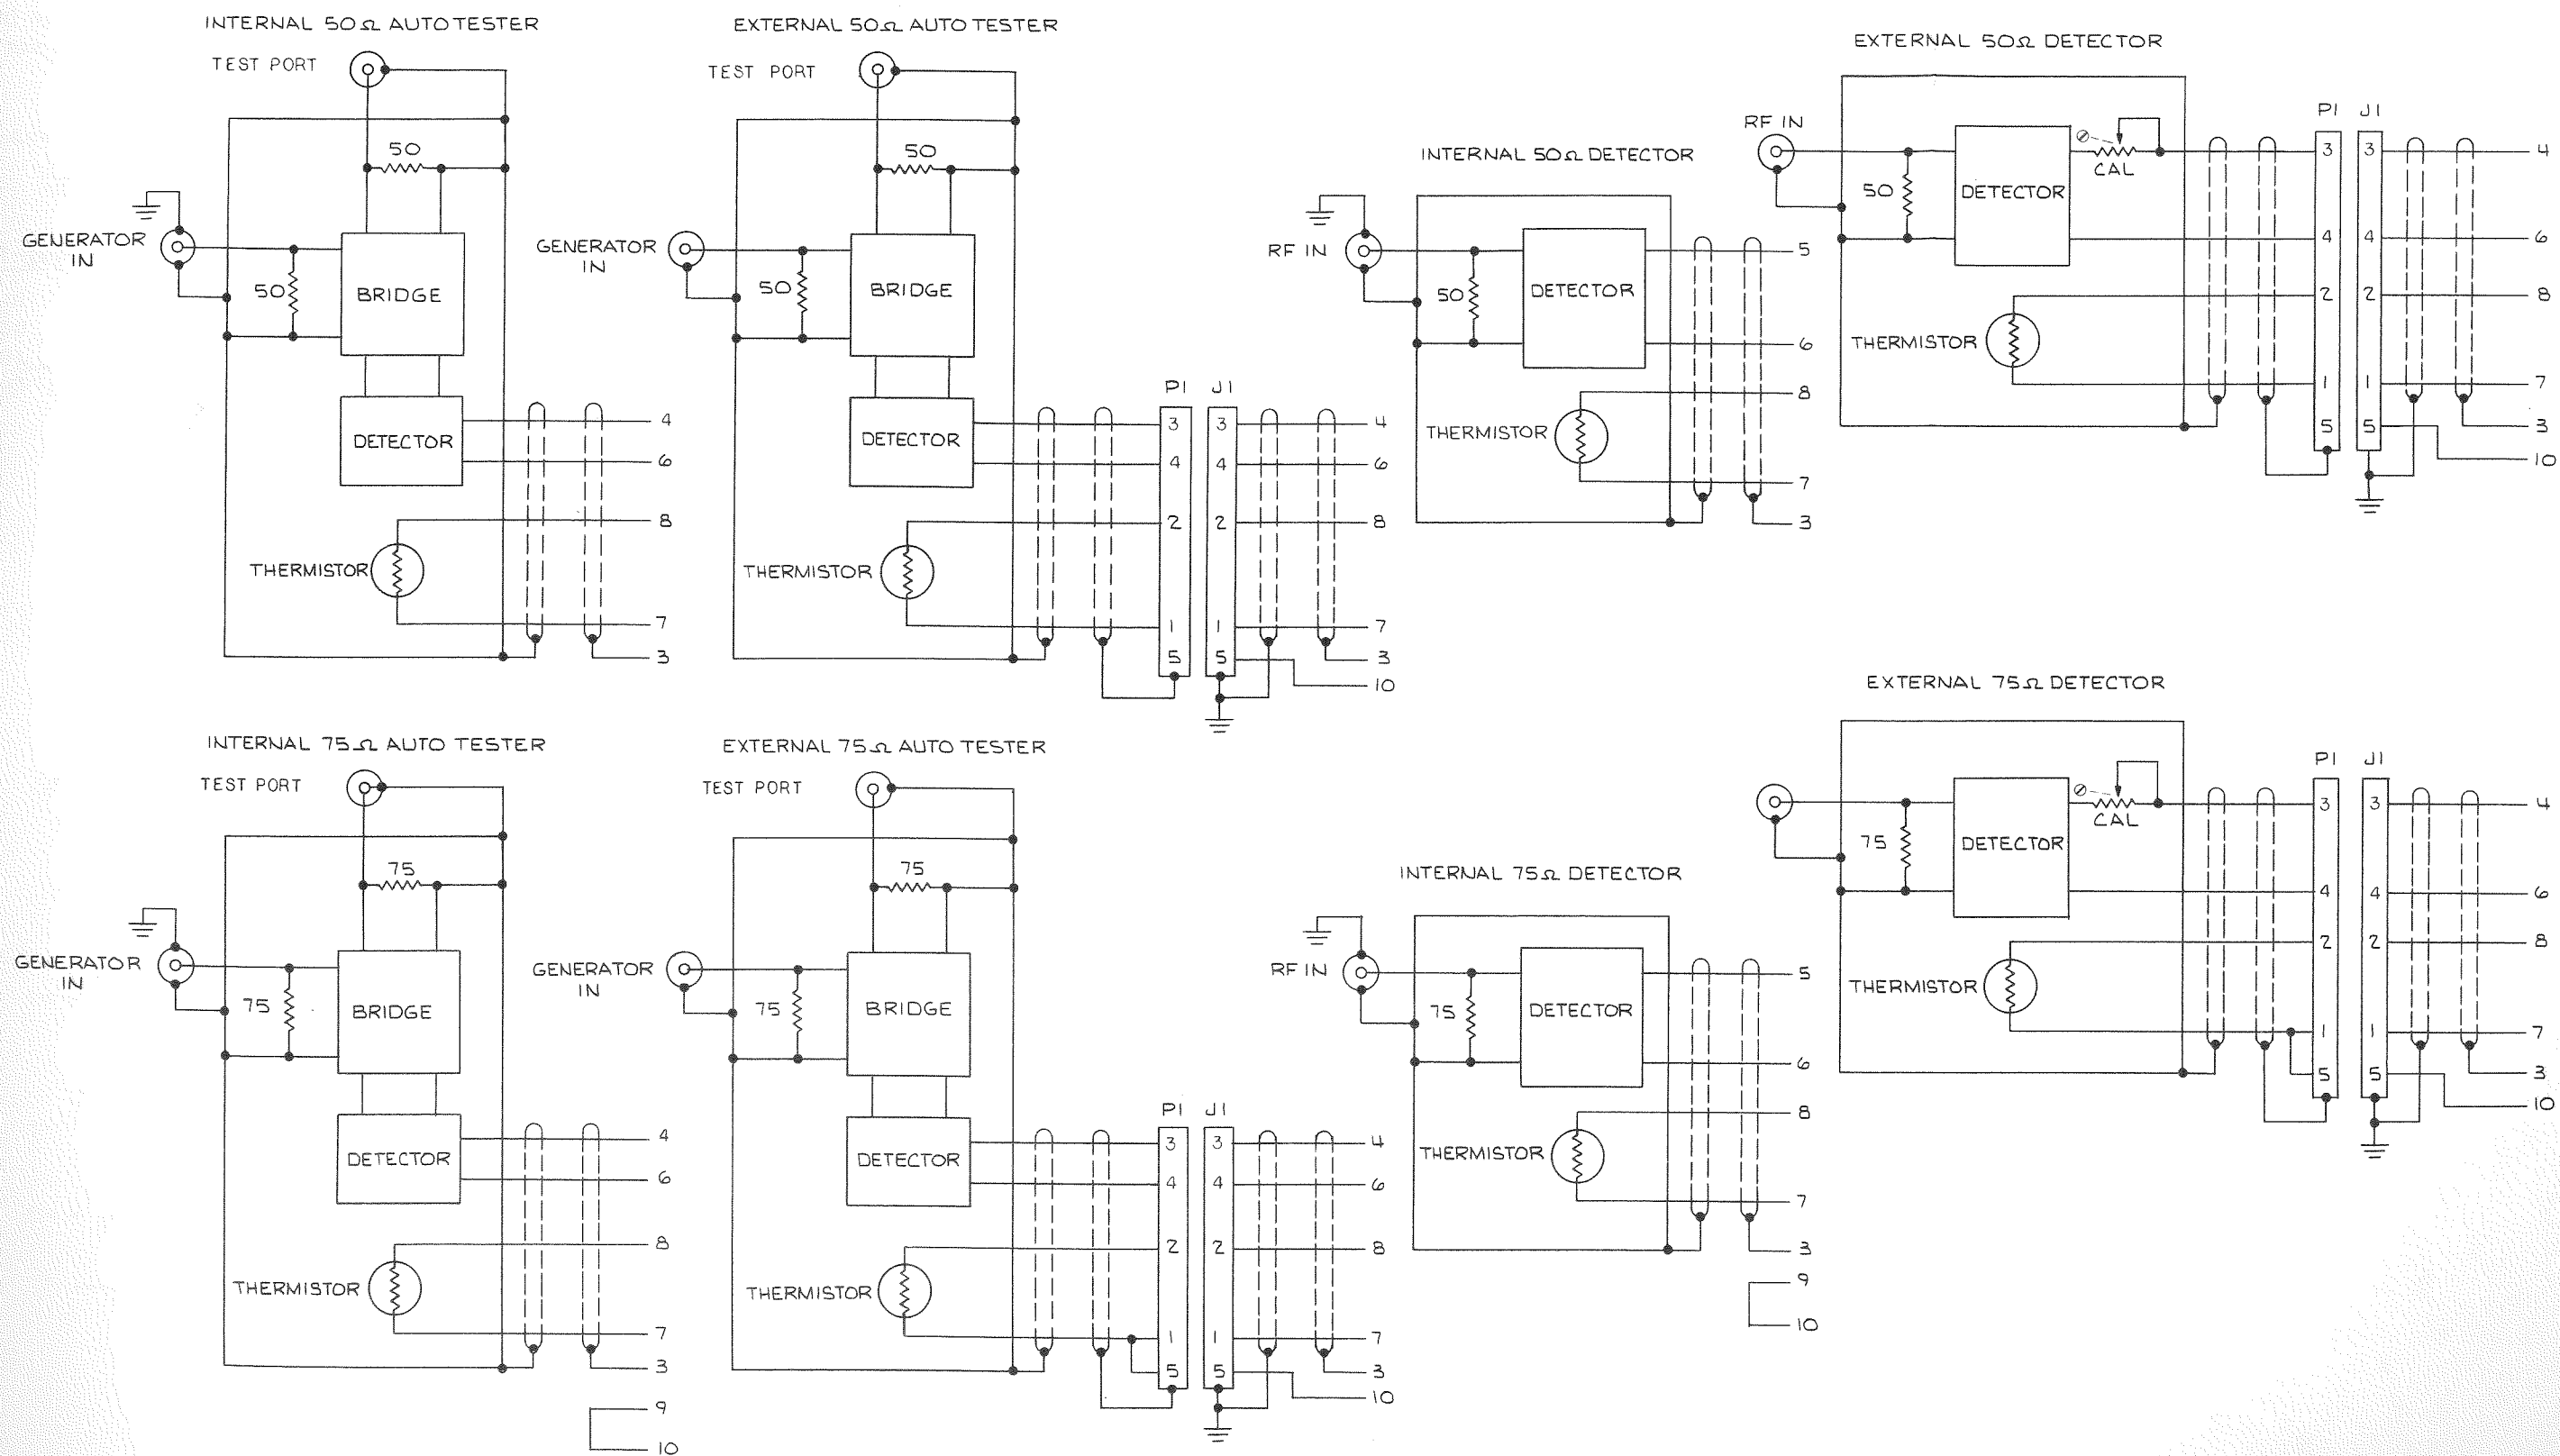 INTERNAL 50Ω AUTOTESTER
TEST PORT
50
GENERATOR
IN
50
BRIDGE
DETECTOR
4
6
8
THERMISTOR
7
3
EXTERNAL 50Ω AUTO TESTER
TEST PORT
50
GENERATOR
IN
50
BRIDGE
DETECTOR
THERMISTOR
P1 J1
3 3 4
4 4 6
2 2 8
1 1 7
5 5 3
10
INTERNAL 50Ω DETECTOR
RF IN
50
DETECTOR
5
6
8
THERMISTOR
7
3
EXTERNAL 50Ω DETECTOR
RF IN
50
DETECTOR
CAL
THERMISTOR
P1 J1
3 3 4
4 4 6
2 2 8
1 1 7
5 5 3
10
INTERNAL 75Ω AUTO TESTER
TEST PORT
75
GENERATOR
IN
75
BRIDGE
DETECTOR
4
6
8
THERMISTOR
7
3
9
10
EXTERNAL 75Ω AUTO TESTER
TEST PORT
75
GENERATOR
IN
75
BRIDGE
DETECTOR
THERMISTOR
P1 J1
3 3 4
4 4 6
2 2 8
1 1 7
5 5 3
10
INTERNAL 75Ω DETECTOR
RF IN
75
DETECTOR
5
6
8
THERMISTOR
7
3
9
10
EXTERNAL 75Ω DETECTOR
75
DETECTOR
CAL
THERMISTOR
P1 J1
3 3 4
4 4 6
2 2 8
1 1 7
5 5 3
10